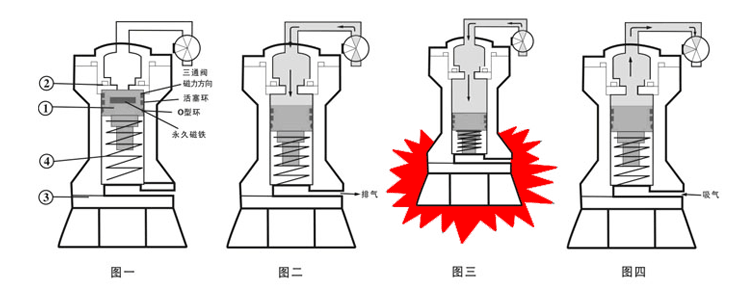 ②
①
④
③
三通阀
磁力方向
活塞环
O型环
永久磁铁
排气
吸气
图一
图二
图三
图四